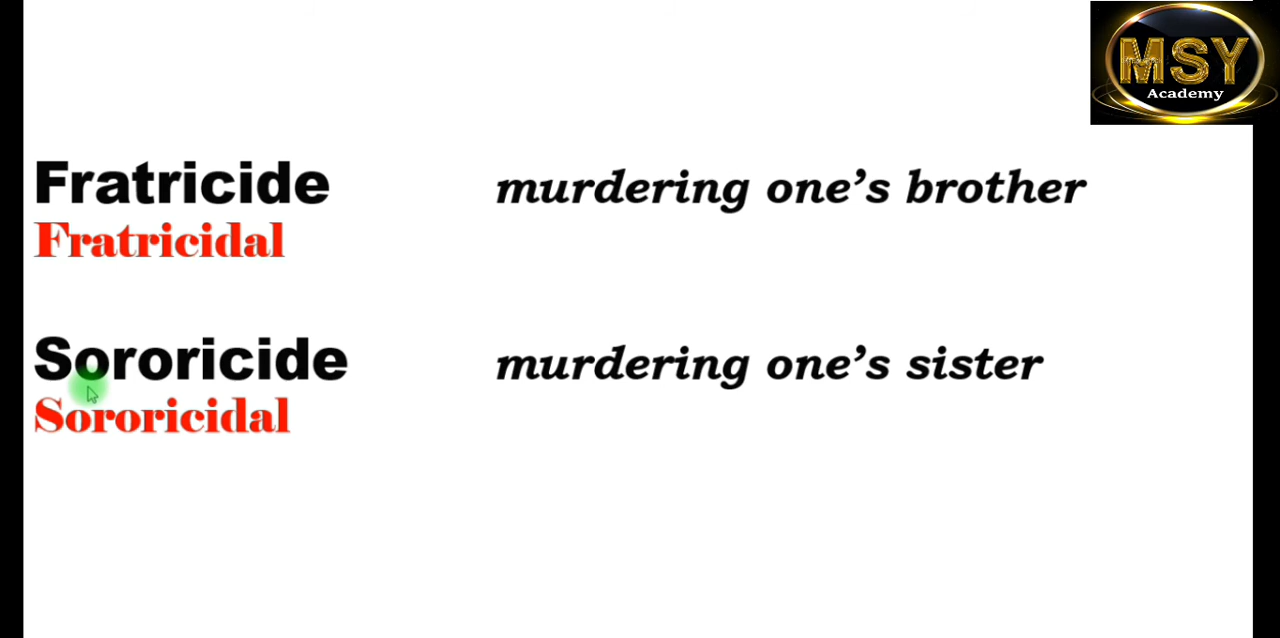 MSY
Academy
Fratricide murdering one’s brother
Fratricidal
Sororicide murdering one’s sister
Sororicidal